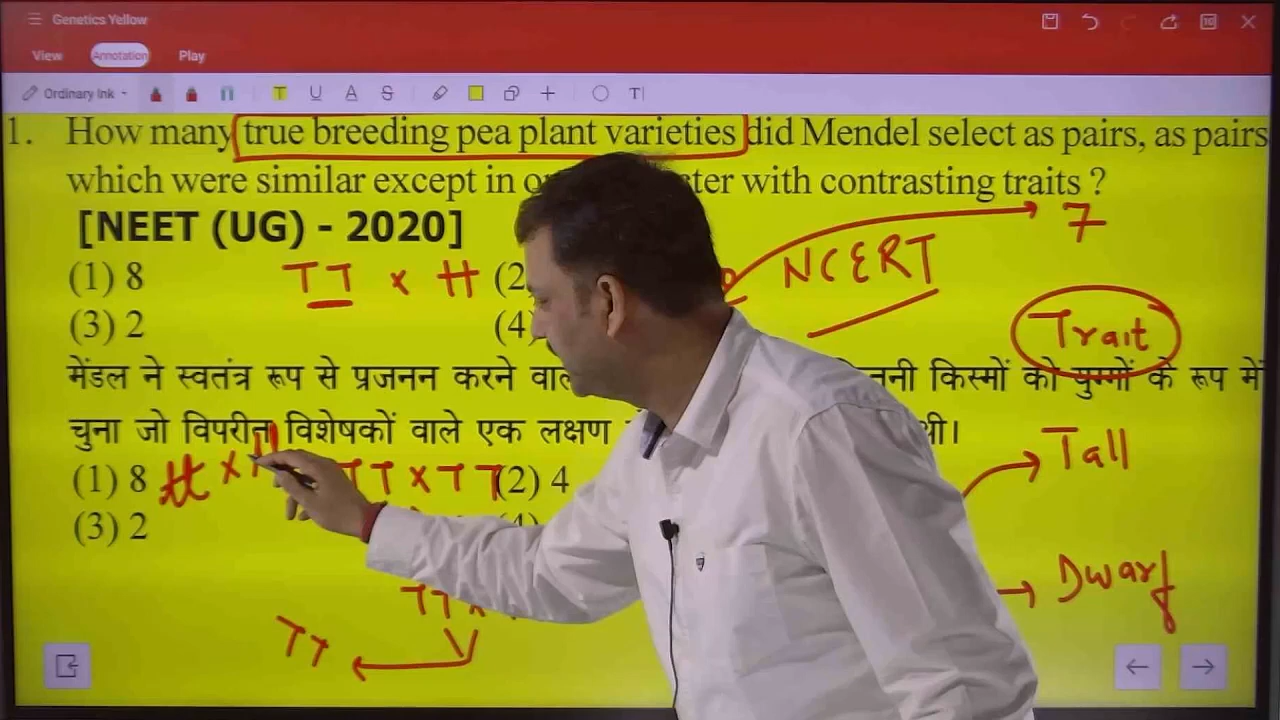 Genetics Yellow
View Annotation Play
Ordinary Ink
1. How many true breeding pea plant varieties did Mendel select as pairs, as pairs
which were similar except in with contrasting traits ?
[NEET (UG) - 2020]
7
(1) 8 TT × tt (2 NCERT
(3) 2 (4) Trait
मेंडल ने स्वतंत्र रूप से प्रजनन करने किस्मों को युग्मों के रूप में
चुना जो विपरीत विशेषकों वाले एक लक्षण थी।
Tall
(1) 8 tt × TT × TT (2) 4
(3) 2
Dwarf
TT ×
TT